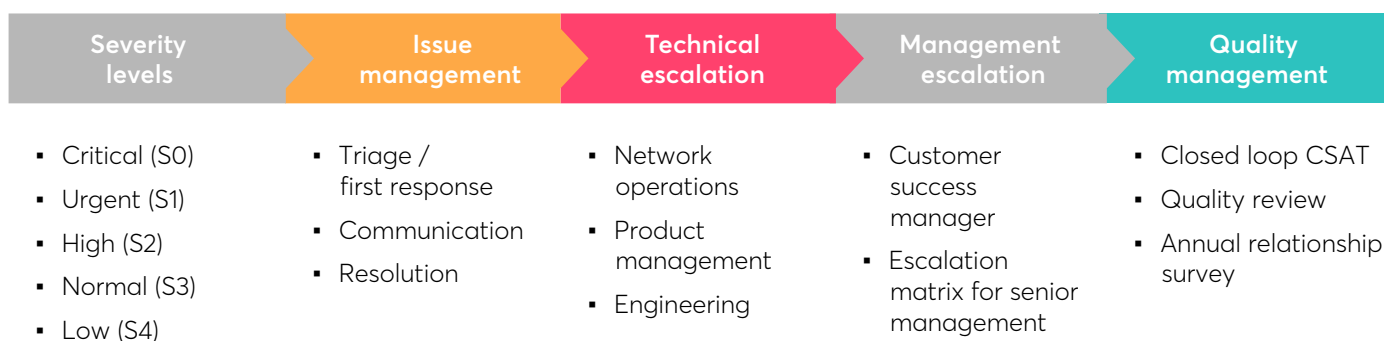 Severity
levels
Issue
management
Technical
escalation
Management
escalation
Quality
management
▪ Critical (S0)
▪ Urgent (S1)
▪ High (S2)
▪ Normal (S3)
▪ Low (S4)
▪ Triage /
first response
▪ Communication
▪ Resolution
▪ Network
operations
▪ Product
management
▪ Engineering
▪ Customer
success
manager
▪ Escalation
matrix for senior
management
▪ Closed loop CSAT
▪ Quality review
▪ Annual relationship
survey